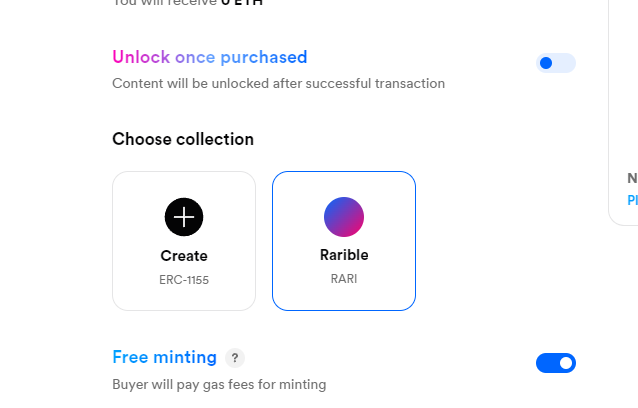 You will receive 0 ETH
Unlock once purchased
Content will be unlocked after successful transaction
Choose collection
Create
ERC-1155
Rarible
RARI
Free minting ?
Buyer will pay gas fees for minting